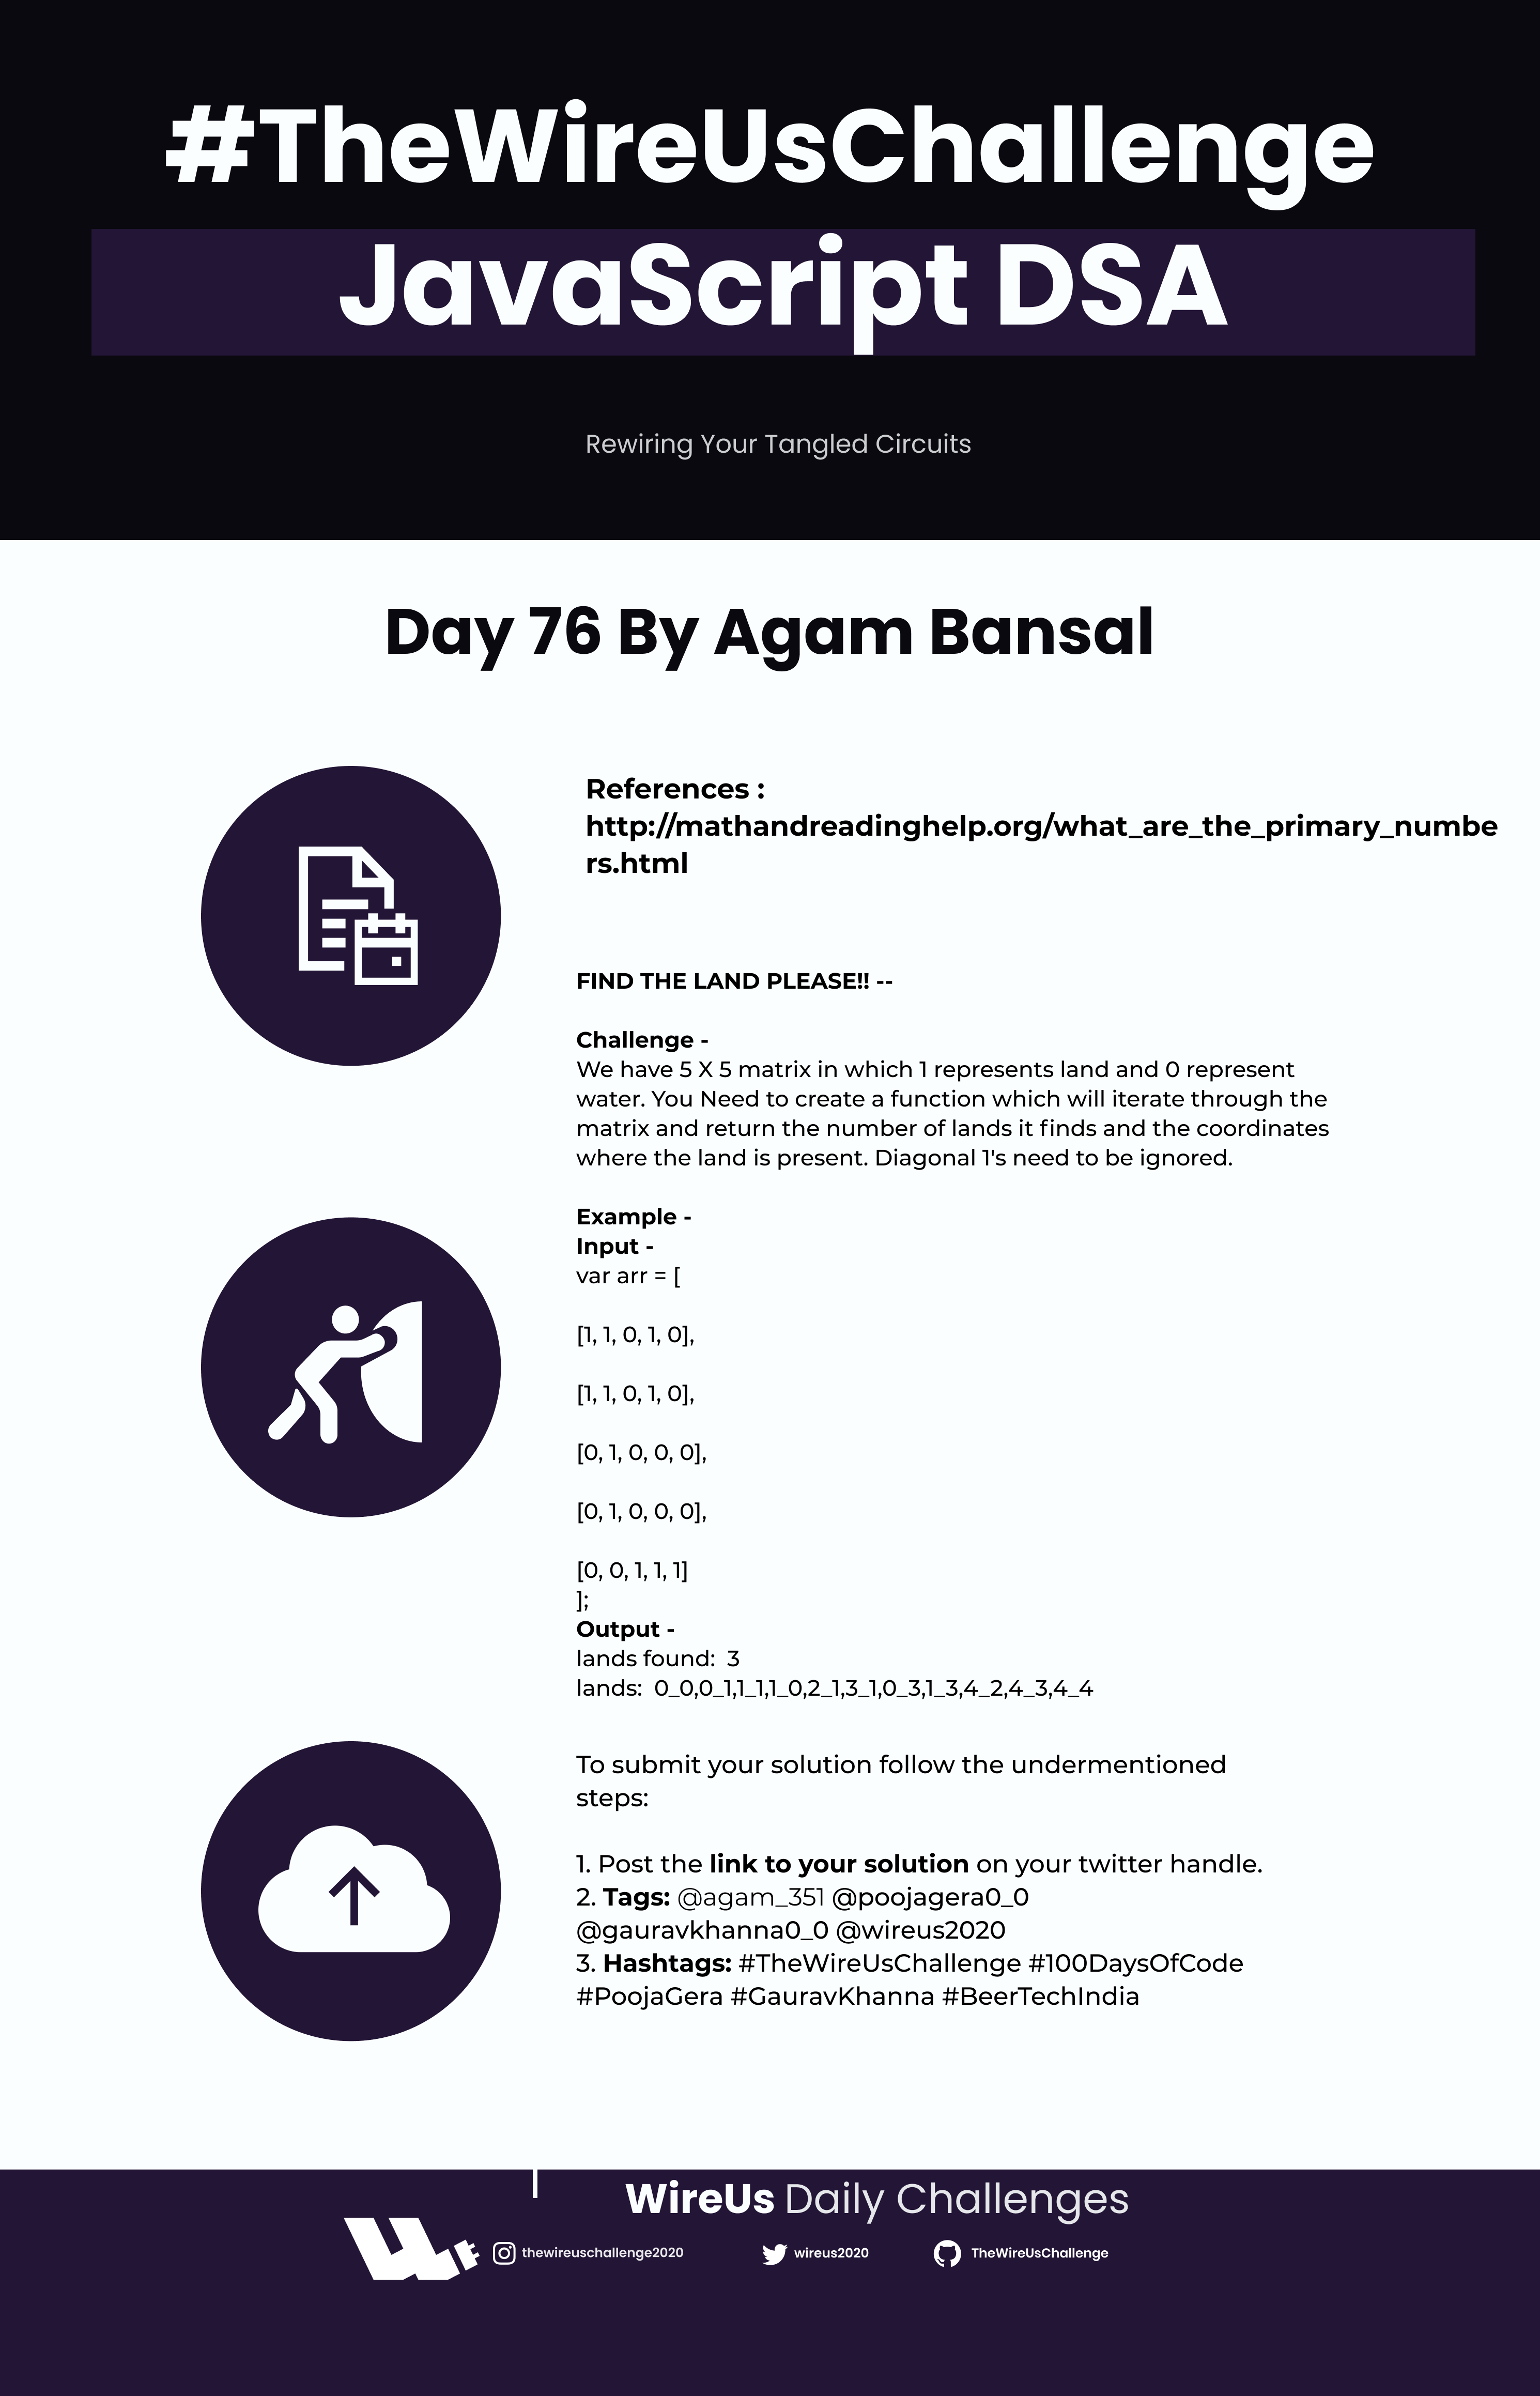 #TheWireUsChallenge
JavaScript DSA
Rewiring Your Tangled Circuits
Day 76 By Agam Bansal
References :
http://mathandreadinghelp.org/what_are_the_primary_numbe
rs.html
FIND THE LAND PLEASE!! --
Challenge -
We have 5 X 5 matrix in which 1 represents land and 0 represent
water. You Need to create a function which will iterate through the
matrix and return the number of lands it finds and the coordinates
where the land is present. Diagonal 1's need to be ignored.
Example -
Input -
var arr = [
[1, 1, 0, 1, 0],
[1, 1, 0, 1, 0],
[0, 1, 0, 0, 0],
[0, 1, 0, 0, 0],
[0, 0, 1, 1, 1]
];
Output -
lands found:  3
lands:  0_0,0_1,1_1,1_0,2_1,3_1,0_3,1_3,4_2,4_3,4_4
To submit your solution follow the undermentioned
steps:
1. Post the link to your solution on your twitter handle.
2. Tags: @agam_351 @poojagera0_0
@gauravkhanna0_0 @wireus2020
3. Hashtags: #TheWireUsChallenge #100DaysOfCode
#PoojaGera #GauravKhanna #BeerTechIndia
WireUs Daily Challenges
thewireuschallenge2020 wireus2020 TheWireUsChallenge